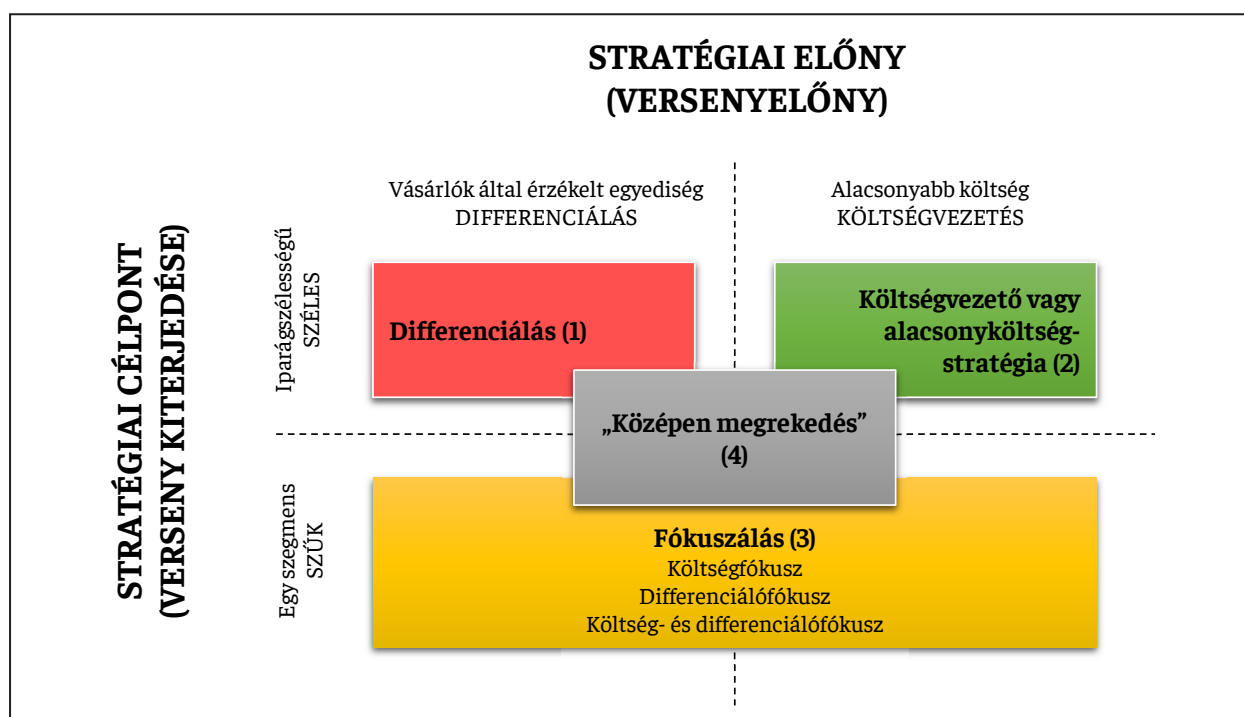 STRATÉGIAI ELŐNY
(VERSENYELŐNY)
Vásárlók által érzékelt egyediség
DIFFERENCIÁLÁS
Alacsonyabb költség
KÖLTSÉGVEZETÉS
STRATÉGIAI CÉLPONT
(VERSENY KITERJEDÉSE)
Iparágszélességű
SZÉLES
Differenciálás (1)
Költségvezető vagy
alacsonyköltség-
stratégia (2)
„Középen megrekedés”
(4)
Egy szegmens
SZŰK
Fókuszálás (3)
Költségfókusz
Differenciálófókusz
Költség- és differenciálófókusz